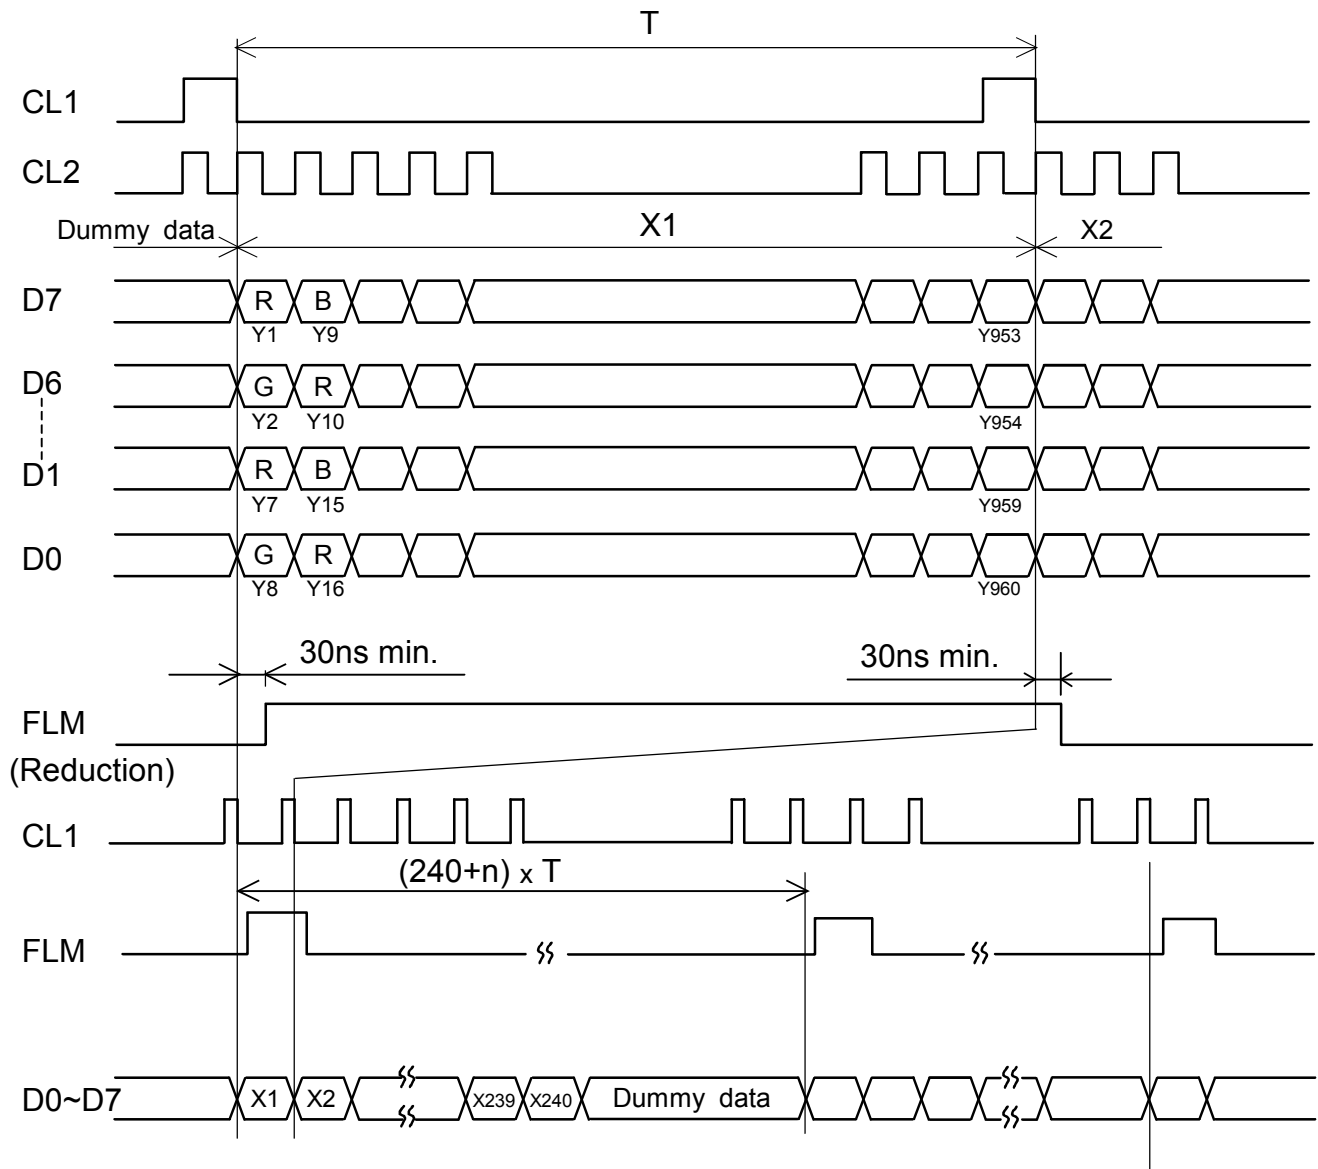 T
CL1
CL2
Dummy data X1 X2
D7 R B
Y1 Y9 Y953
D6 G R
Y2 Y10 Y954
D1 R B
Y7 Y15 Y959
D0 G R
Y8 Y16 Y960
30ns min. 30ns min.
FLM
(Reduction)
CL1
(240+n) x T
FLM
D0~D7 X1 X2 X239 X240 Dummy data